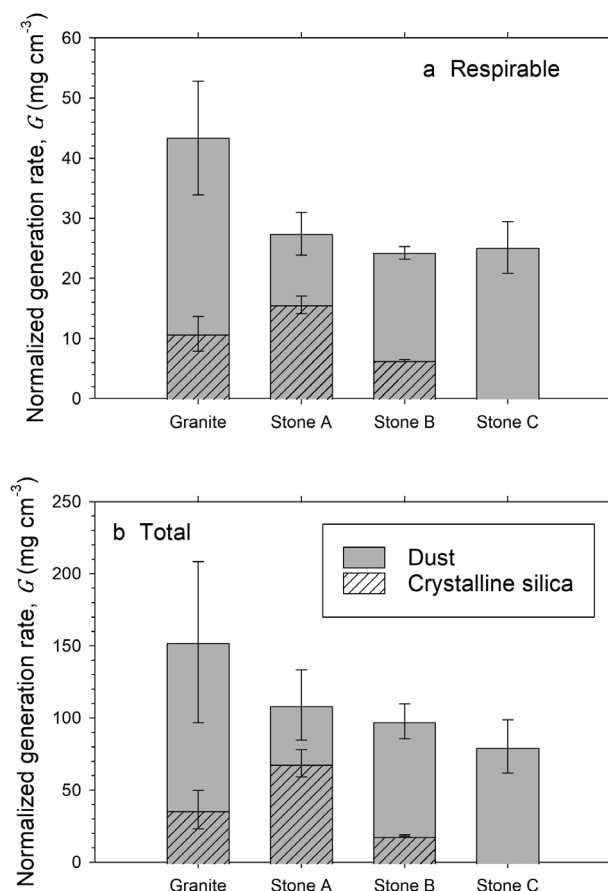 a Respirable
Normalized generation rate, G (mg cm⁻³)
60
50
40
30
20
10
0
Granite Stone A Stone B Stone C
b Total
Normalized generation rate, G (mg cm⁻³)
250
200
150
100
50
0
Dust
Crystalline silica
Granite Stone A Stone B Stone C